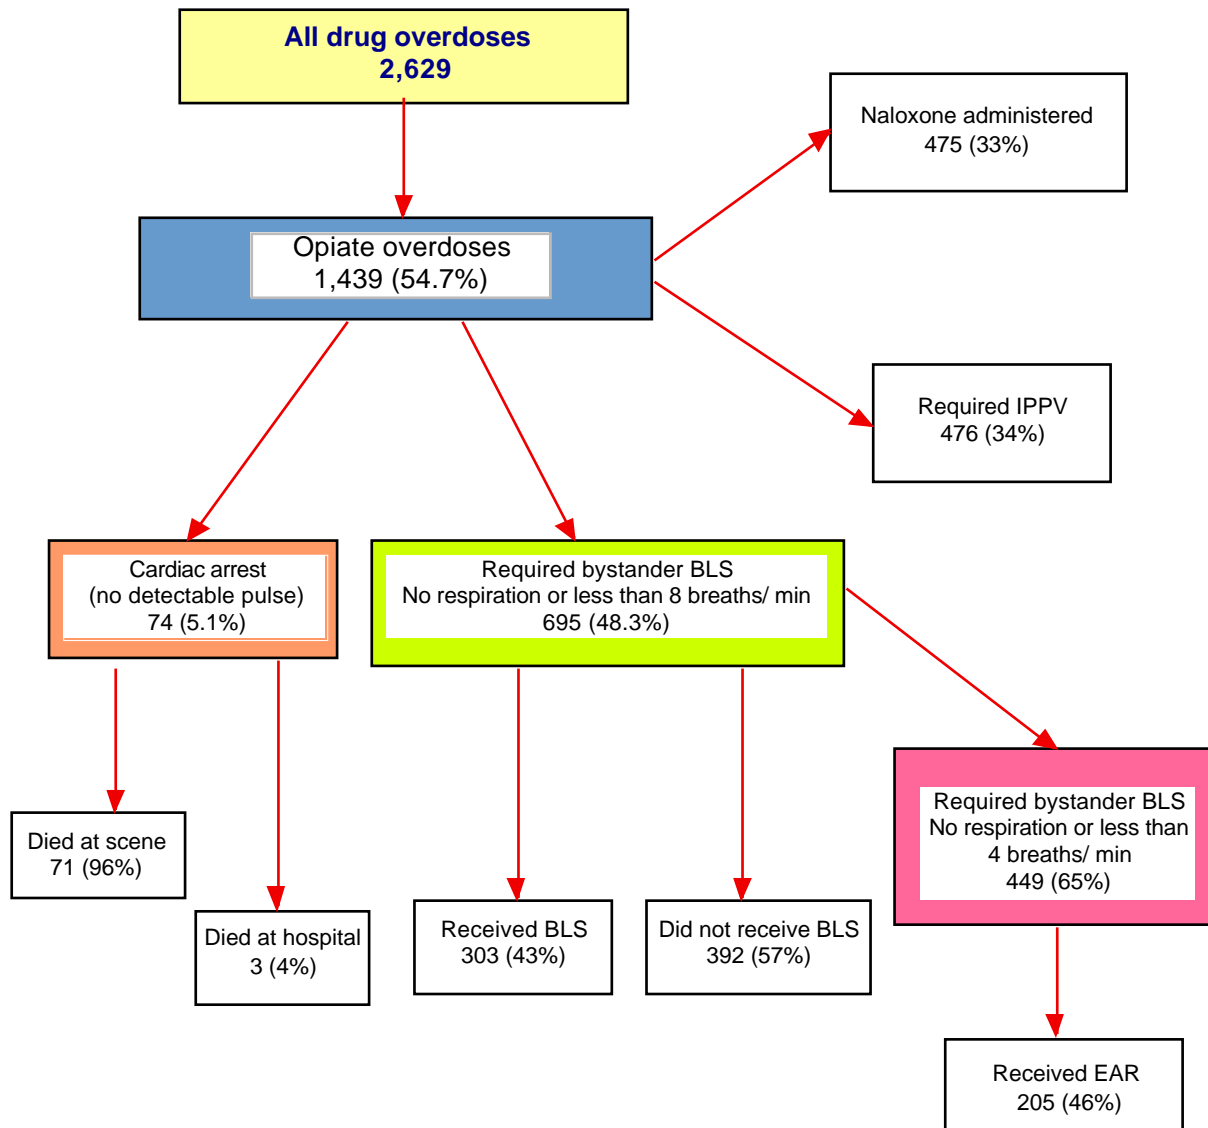 All drug overdoses
2,629
Naloxone administered
475 (33%)
Opiate overdoses
1,439 (54.7%)
Required IPPV
476 (34%)
Cardiac arrest
(no detectable pulse)
74 (5.1%)
Required bystander BLS
No respiration or less than 8 breaths/ min
695 (48.3%)
Required bystander BLS
No respiration or less than
4 breaths/ min
449 (65%)
Died at scene
71 (96%)
Died at hospital
3 (4%)
Received BLS
303 (43%)
Did not receive BLS
392 (57%)
Received EAR
205 (46%)